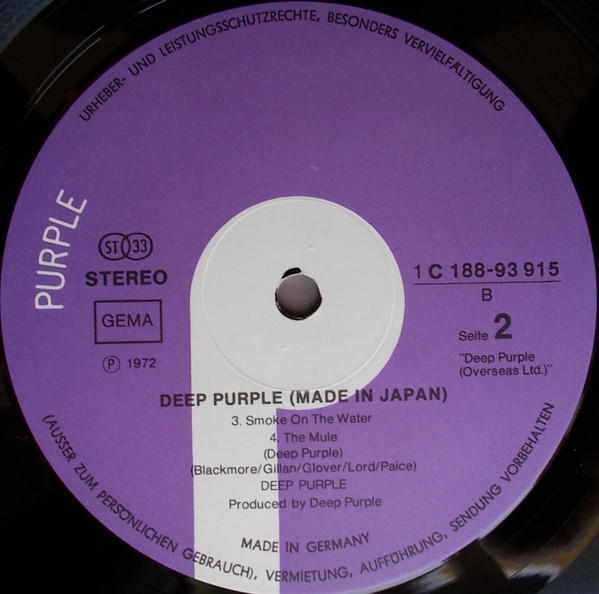 URHEBER- UND LEISTUNGSSCHUTZRECHTE, BESONDERS VERVIELFÄLTIGUNG
PURPLE
ST 33
STEREO
GEMA
Ⓟ 1972
1 C 188-93 915
B
Seite 2
"Deep Purple
(Overseas Ltd.)"
DEEP PURPLE (MADE IN JAPAN)
3. Smoke On The Water
4. The Mule
(Deep Purple)
(Blackmore/Gillan/Glover/Lord/Paice)
DEEP PURPLE
Produced by Deep Purple
MADE IN GERMANY
(AUSSER ZUM PERSÖNLICHEN GEBRAUCH), VERMIETUNG, AUFFÜHRUNG, SENDUNG VORBEHALTEN